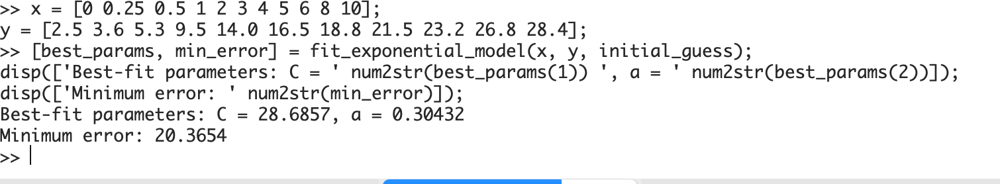 >> x = [0 0.25 0.5 1 2 3 4 5 6 8 10];
y = [2.5 3.6 5.3 9.5 14.0 16.5 18.8 21.5 23.2 26.8 28.4];
>> [best_params, min_error] = fit_exponential_model(x, y, initial_guess);
disp(['Best-fit parameters: C = ' num2str(best_params(1)) ', a = ' num2str(best_params(2))]);
disp(['Minimum error: ' num2str(min_error)]);
Best-fit parameters: C = 28.6857, a = 0.30432
Minimum error: 20.3654
>>